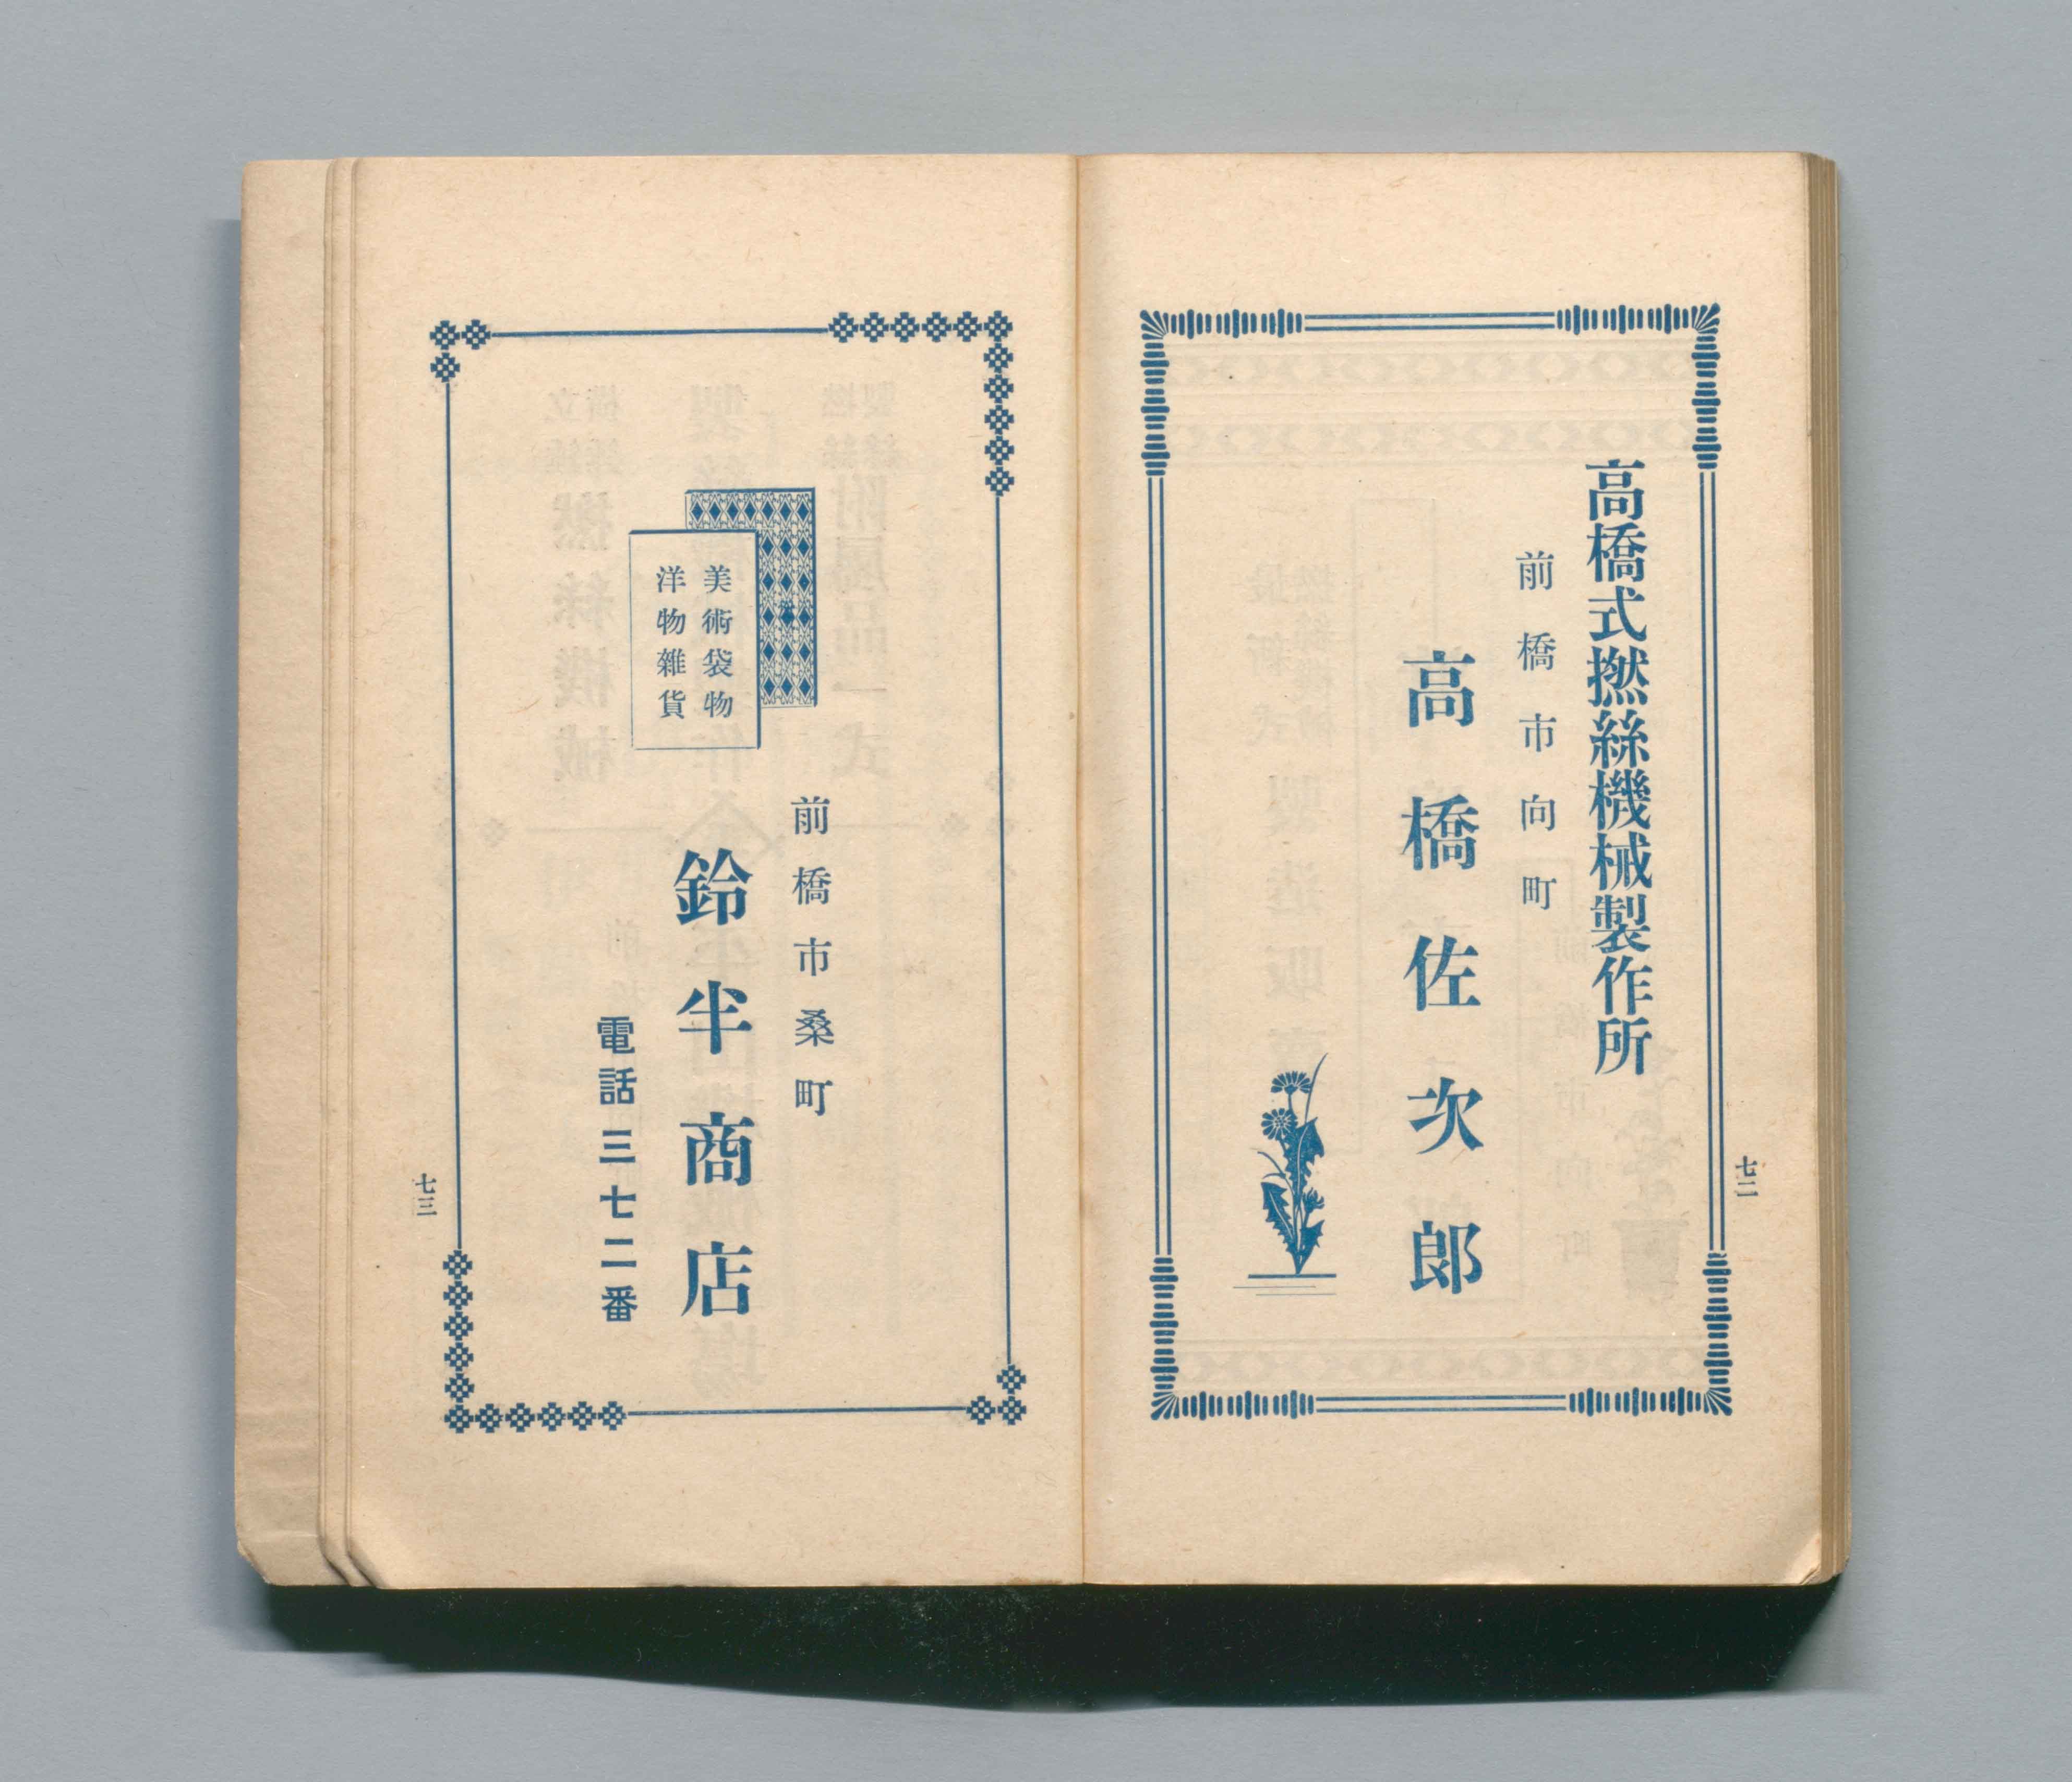 高橋式撚絲機械製作所
前橋市向町
高橋佐次郎
七二
美術袋物
洋物雜貨
前橋市桑町
鈴半商店
電話三七二番
七三